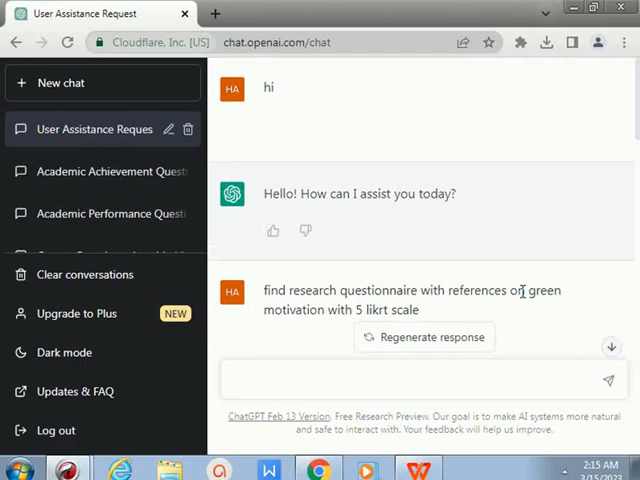 User Assistance Request
Cloudflare, Inc. [US]
chat.openai.com/chat
New chat
User Assistance Reques
Academic Achievement Questi
Academic Performance Questi
Clear conversations
Upgrade to Plus
NEW
Dark mode
Updates & FAQ
Log out
HA
hi
Hello! How can I assist you today?
HA
find research questionnaire with references on green
motivation with 5 likrt scale
Regenerate response
ChatGPT Feb 13 Version. Free Research Preview. Our goal is to make AI systems more natural
and safe to interact with. Your feedback will help us improve.
2:15 AM
3/15/2023